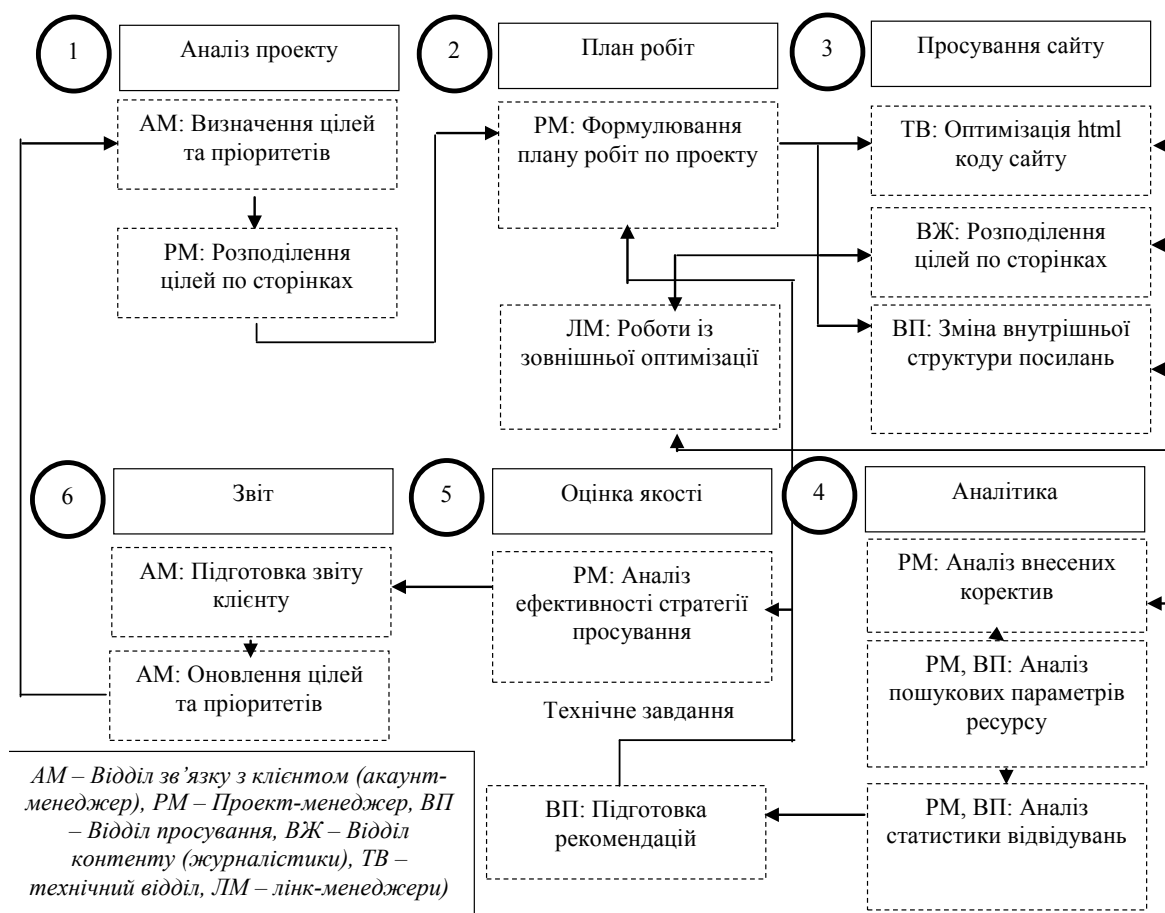 1
Аналіз проекту
АМ: Визначення цілей
та пріоритетів
РМ: Розподілення
цілей по сторінках
2
План робіт
РМ: Формулювання
плану робіт по проекту
ЛМ: Роботи із
зовнішньої оптимізації
3
Просування сайту
ТВ: Оптимізація html
коду сайту
ВЖ: Розподілення
цілей по сторінках
ВП: Зміна внутрішньої
структури посилань
6
Звіт
АМ: Підготовка звіту
клієнту
АМ: Оновлення цілей
та пріоритетів
5
Оцінка якості
РМ: Аналіз
ефективності стратегії
просування
Технічне завдання
ВП: Підготовка
рекомендацій
4
Аналітика
РМ: Аналіз внесених
коректив
РМ, ВП: Аналіз
пошукових параметрів
ресурсу
РМ, ВП: Аналіз
статистики відвідувань
АМ – Відділ зв’язку з клієнтом (акаунт-
менеджер), РМ – Проект-менеджер, ВП
– Відділ просування, ВЖ – Відділ
контенту (журналістики), ТВ –
технічний відділ, ЛМ – лінк-менеджери)